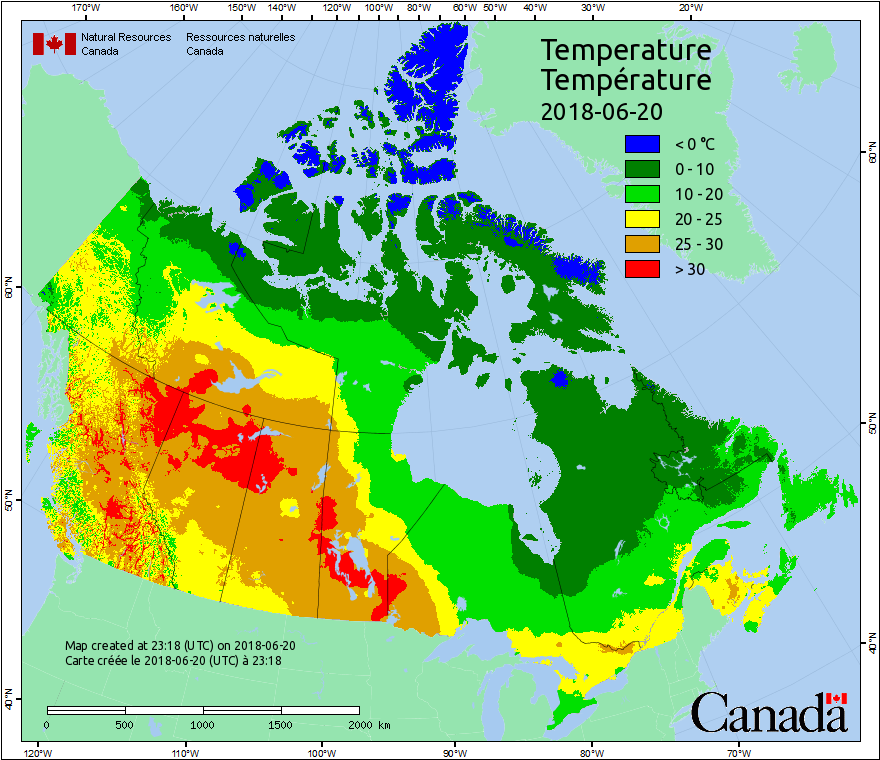 170°W 160°W 150°W 140°W 120°W 100°W 80°W 60°W 50°W 40°W 30°W 20°W
Natural Resources Ressources naturelles
Canada Canada
Temperature
Température
2018-06-20
< 0 °C
0 - 10
10 - 20
20 - 25
25 - 30
> 30
60°N
50°N
40°N
60°N
50°N
40°N
Map created at 23:18 (UTC) on 2018-06-20
Carte créée le 2018-06-20 (UTC) à 23:18
0 500 1000 1500 2000 km
Canada
120°W 110°W 100°W 90°W 80°W 70°W